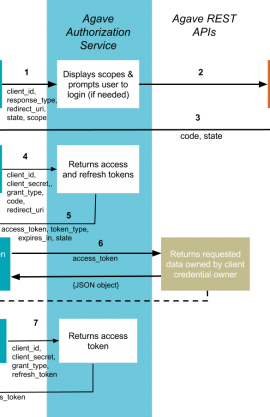 Agave
Authorization
Service
Agave REST
APIs
1
client_id,
response_type,
redirect_uri,
state, scope
Displays scopes &
prompts user to
login (if needed)
2
3
code, state
4
client_id,
client_secret,,
grant_type,
code,
redirect_uri
Returns access
and refresh tokens
5
access_token, token_type,
expires_in, state
6
access_token
Returns requested
data owned by client
credential owner
{JSON object}
7
client_id,
client_secret,
grant_type,
refresh_token
Returns access
token